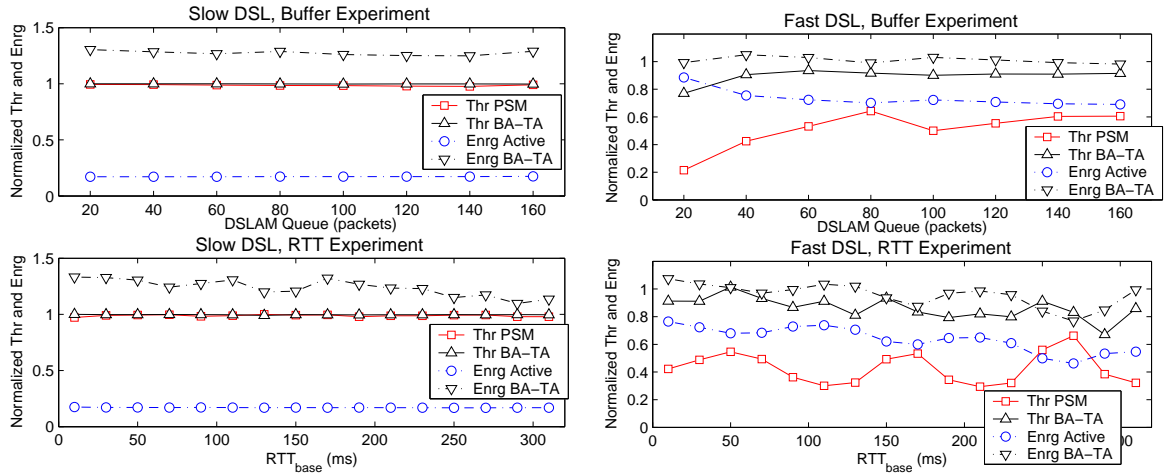 Slow DSL, Buffer Experiment
Normalized Thr and Enrg
1.5
1
0.5
0
Thr PSM
Thr BA−TA
Enrg Active
Enrg BA−TA
20 40 60 80 100 120 140 160
DSLAM Queue (packets)
Fast DSL, Buffer Experiment
Normalized Thr and Enrg
1
0.8
0.6
0.4
0.2
0
Thr PSM
Thr BA−TA
Enrg Active
Enrg BA−TA
20 40 60 80 100 120 140 160
DSLAM Queue (packets)
Slow DSL, RTT Experiment
Normalized Thr and Enrg
1.5
1
0.5
0
Thr PSM
Thr BA−TA
Enrg Active
Enrg BA−TA
0 50 100 150 200 250 300
RTTbase (ms)
Fast DSL, RTT Experiment
Normalized Thr and Enrg
1
0.8
0.6
0.4
0.2
0
Thr PSM
Thr BA−TA
Enrg Active
Enrg BA−TA
0 50 100 150 300
RTTbase (ms)